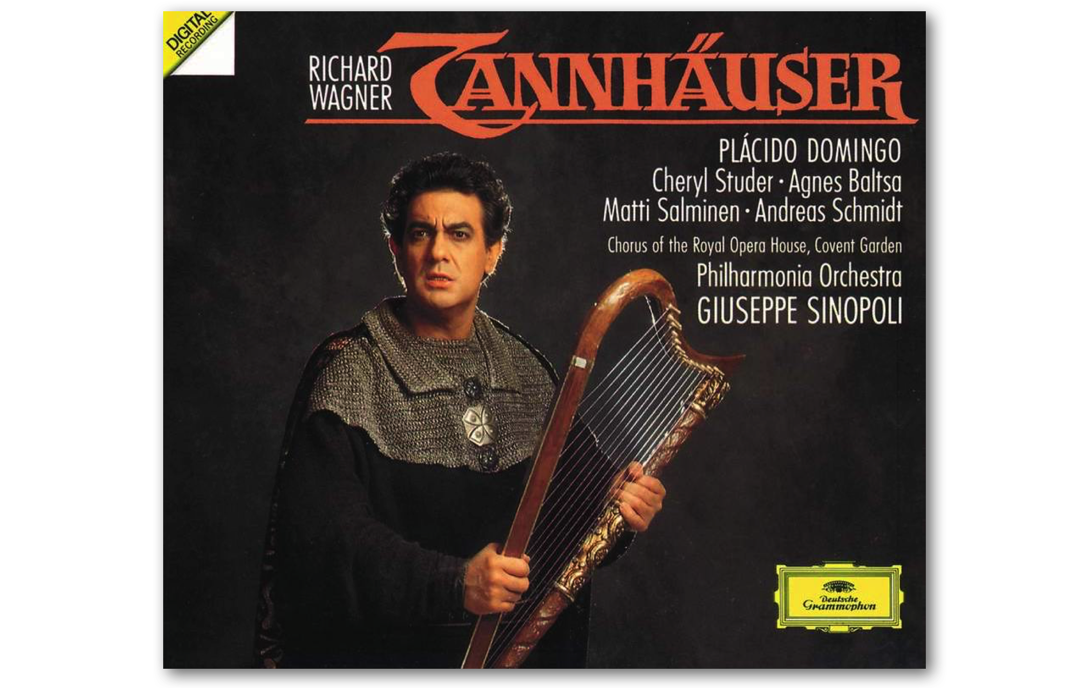 DIGITAL
RECORDING
RICHARD
WAGNER
TANNHÄUSER
PLÁCIDO DOMINGO
Cheryl Studer · Agnes Baltsa
Matti Salminen · Andreas Schmidt
Chorus of the Royal Opera House, Covent Garden
Philharmonia Orchestra
GIUSEPPE SINOPOLI
Deutsche
Grammophon